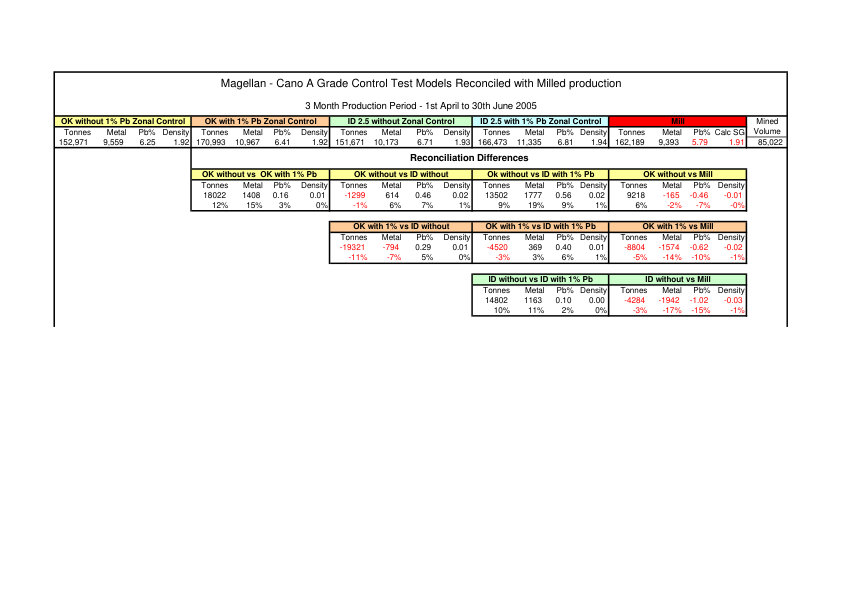 Magellan - Cano A Grade Control Test Models Reconciled with Milled production
3 Month Production Period - 1st April to 30th June 2005
OK without 1% Pb Zonal Control OK with 1% Pb Zonal Control ID 2.5 without Zonal Control ID 2.5 with 1% Pb Zonal Control Mill Mined
Tonnes Metal Pb% Density Tonnes Metal Pb% Density Tonnes Metal Pb% Density Tonnes Metal Pb% Density Tonnes Metal Pb% Calc SG Volume
152,971 9,559 6.25 1.92 170,993 10,967 6.41 1.92 151,671 10,173 6.71 1.93 166,473 11,335 6.81 1.94 162,189 9,393 5.79 1.91 85,022
Reconciliation Differences
OK without vs OK with 1% Pb OK without vs ID without OK without vs ID with 1% Pb OK without vs Mill
Tonnes Metal Pb% Density Tonnes Metal Pb% Density Tonnes Metal Pb% Density Tonnes Metal Pb% Density
18022 1408 0.16 0.01 -1299 614 0.46 0.02 13502 1777 0.56 0.02 9218 -165 -0.46 -0.01
12% 15% 3% 0% -1% 6% 7% 1% 9% 19% 9% 1% 6% -2% -7% -0%
OK with 1% vs ID without OK with 1% vs ID with 1% Pb OK with 1% vs Mill
Tonnes Metal Pb% Density Tonnes Metal Pb% Density Tonnes Metal Pb% Density
-19321 -794 0.29 0.01 -4520 369 0.40 0.01 -8804 -1574 -0.62 -0.02
-11% -7% 5% 0% -3% 3% 6% 1% -5% -14% -10% -1%
ID without vs ID with 1% Pb ID without vs Mill
Tonnes Metal Pb% Density Tonnes Metal Pb% Density
14802 1163 0.10 0.00 -4284 -1942 -1.02 -0.03
10% 11% 2% 0% -3% -17% -15% -1%